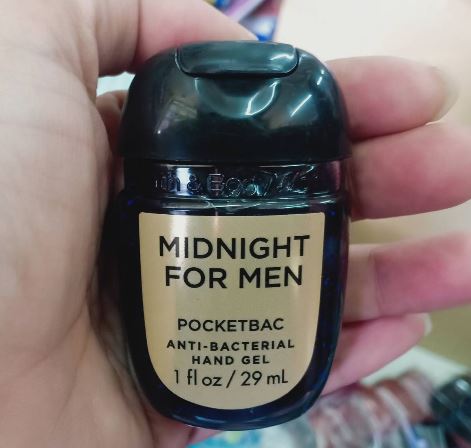 MIDNIGHT
FOR MEN
POCKETBAC
ANTI-BACTERIAL
HAND GEL
1 fl oz / 29 mL